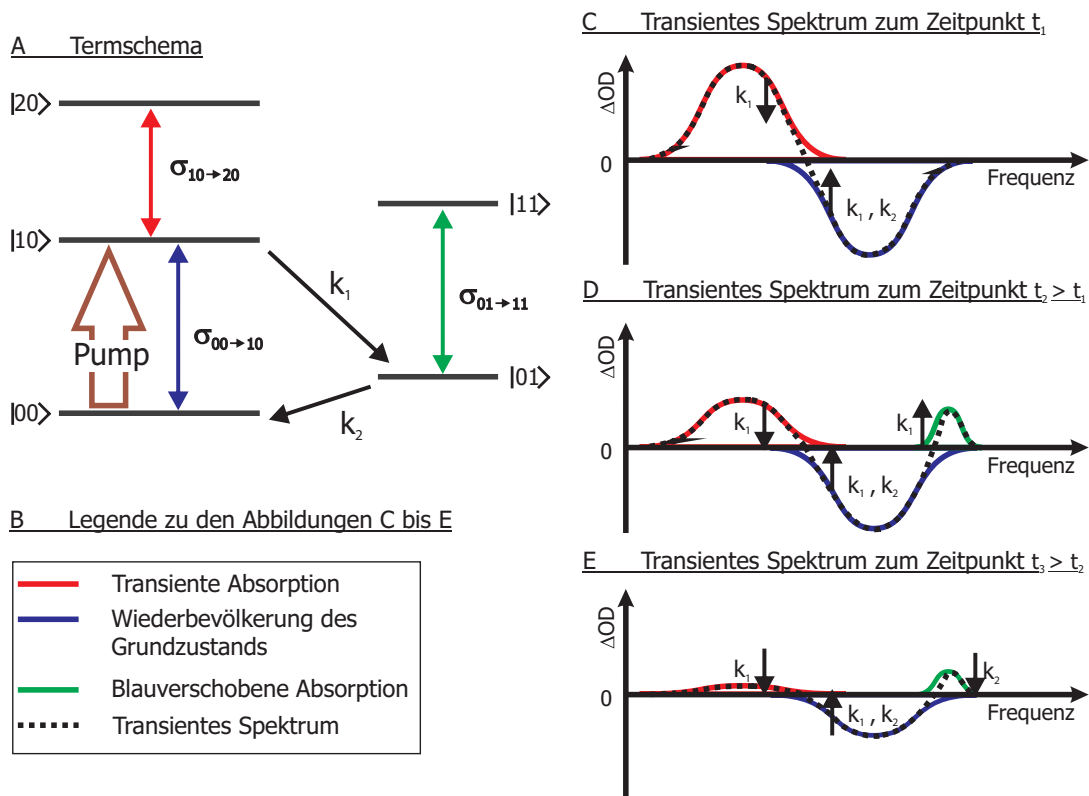 A Termschema
|20>
σ10→20
|11>
|10>
k1
σ01→11
σ00→10
Pump
|01>
|00>
k2
B Legende zu den Abbildungen C bis E
Transiente Absorption
Wiederbevölkerung des
Grundzustands
Blauverschobene Absorption
Transientes Spektrum
C Transientes Spektrum zum Zeitpunkt t1
ΔOD
k1
0
Frequenz
k1 , k2
D Transientes Spektrum zum Zeitpunkt t2 > t1
ΔOD
k1
k1
0
Frequenz
k1 , k2
E Transientes Spektrum zum Zeitpunkt t3 > t2
ΔOD
k1
k2
0
k1 , k2
Frequenz